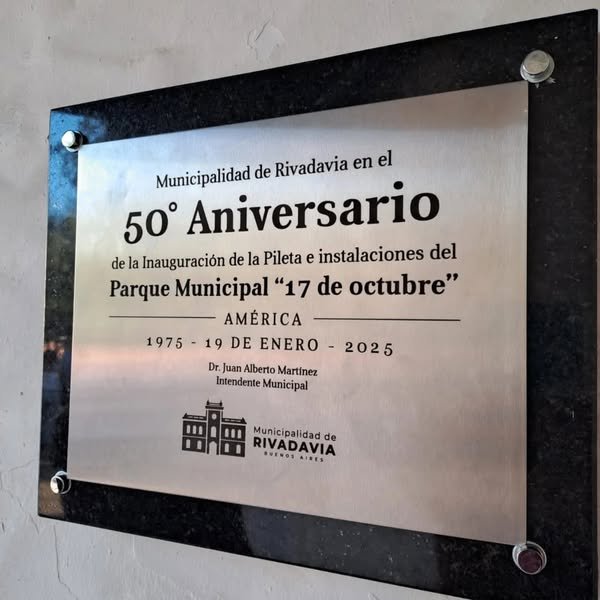 Municipalidad de Rivadavia en el
50° Aniversario
de la Inauguración de la Pileta e instalaciones del
Parque Municipal “17 de octubre”
AMÉRICA
1975 - 19 DE ENERO - 2025
Dr. Juan Alberto Martínez
Intendente Municipal
Municipalidad de
RIVADAVIA
BUENOS AIRES